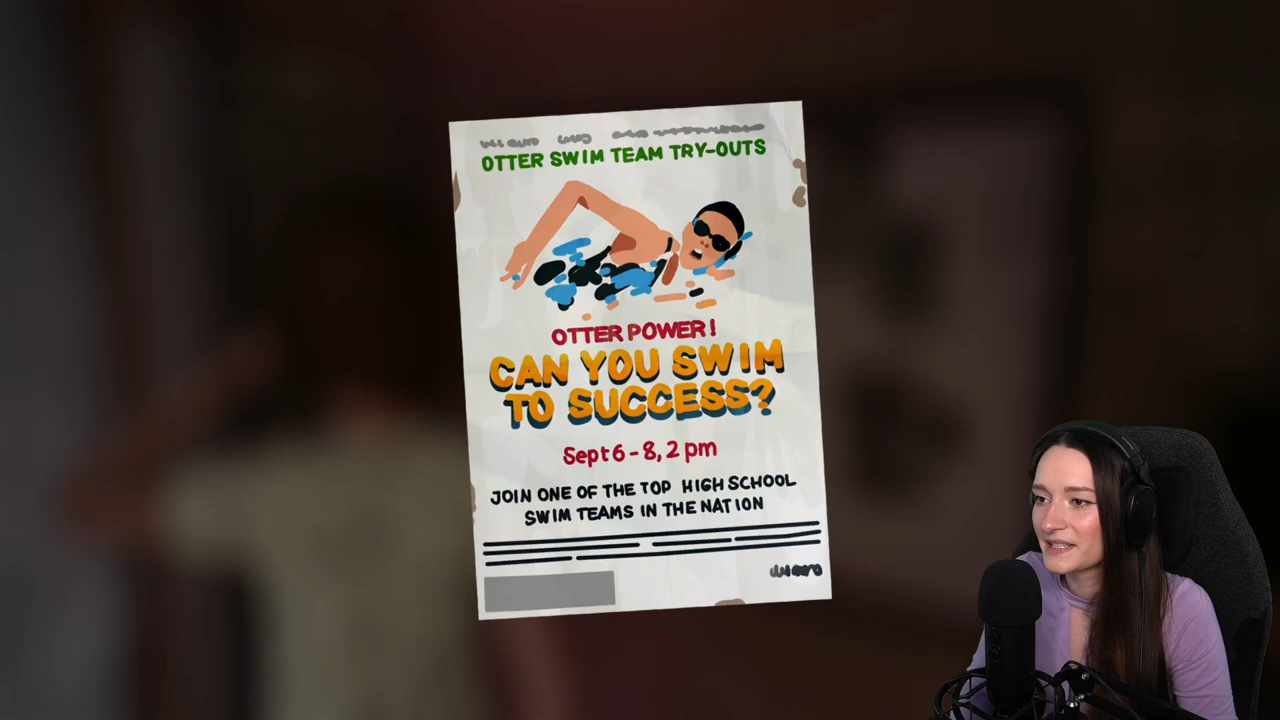 OTTER SWIM TEAM TRY-OUTS
OTTER POWER!
CAN YOU SWIM
TO SUCCESS?
Sept 6 - 8, 2 pm
JOIN ONE OF THE TOP HIGH SCHOOL
SWIM TEAMS IN THE NATION